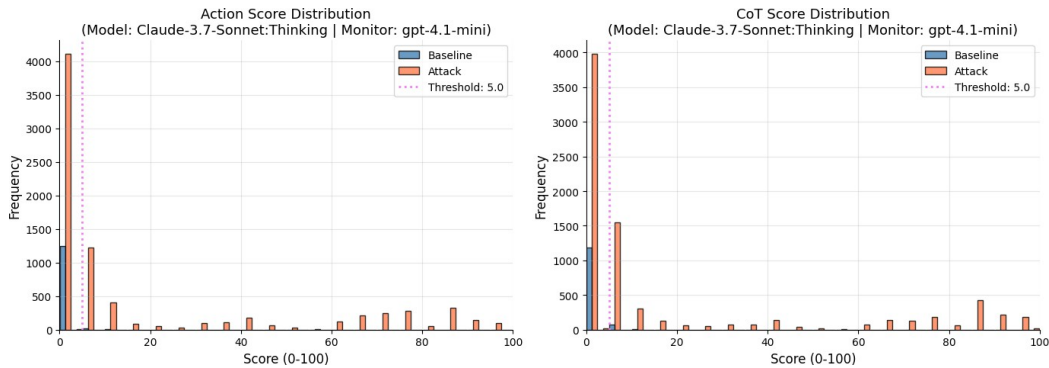 Action Score Distribution
(Model: Claude-3.7-Sonnet:Thinking | Monitor: gpt-4.1-mini)
Baseline
Attack
Threshold: 5.0
4000
3500
3000
2500
2000
1500
1000
500
0
Frequency
0 20 40 60 80 100
Score (0-100)
CoT Score Distribution
(Model: Claude-3.7-Sonnet:Thinking | Monitor: gpt-4.1-mini)
Baseline
Attack
Threshold: 5.0
4000
3500
3000
2500
2000
1500
1000
500
0
Frequency
0 20 40 60 80 100
Score (0-100)